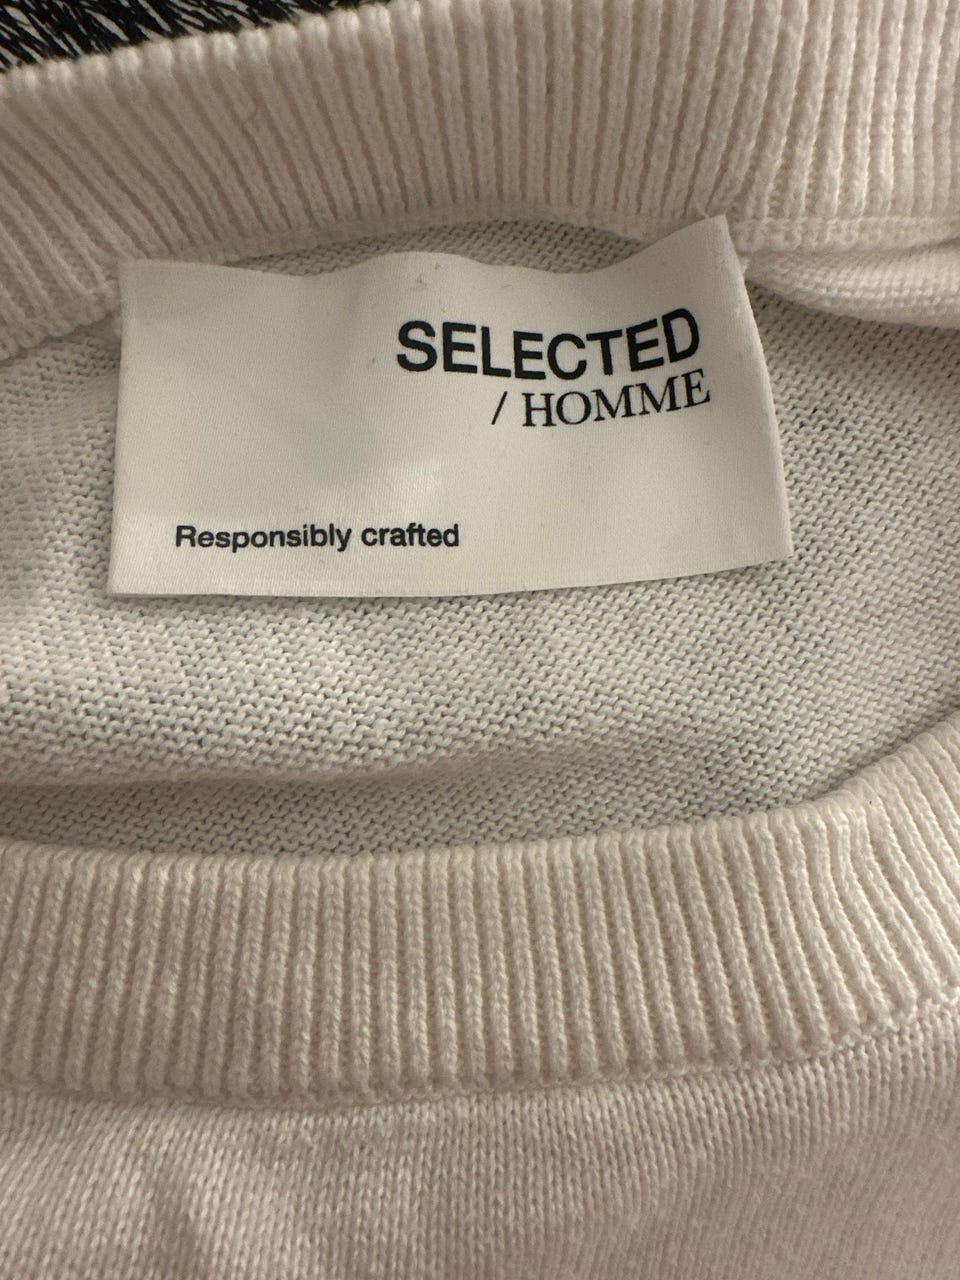 SELECTED
/ HOMME
Responsibly crafted